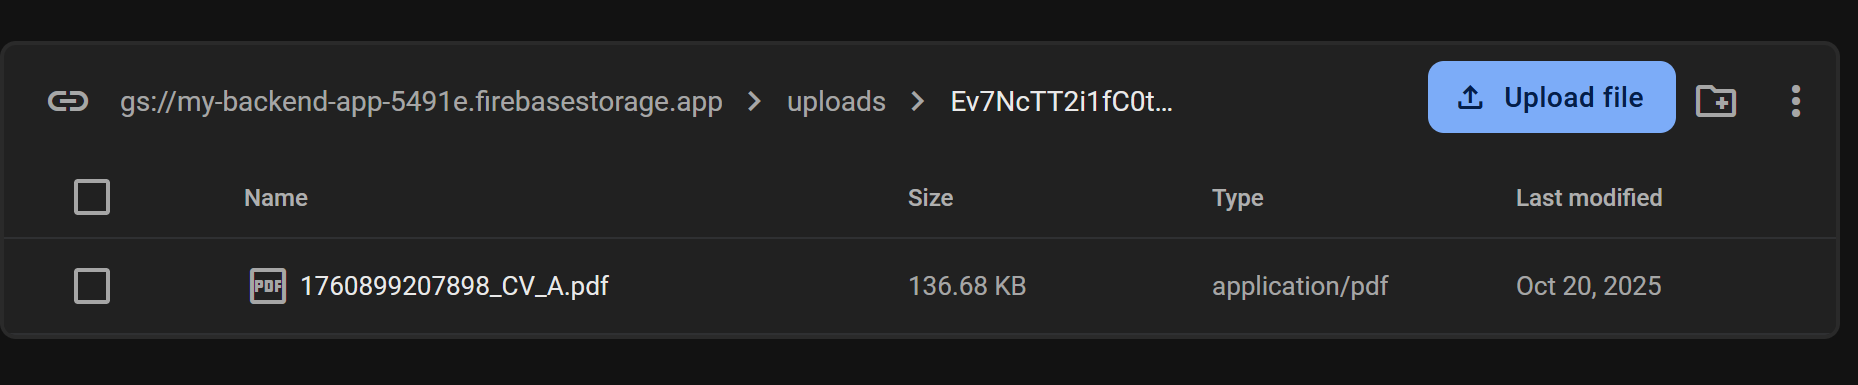 gs://my-backend-app-5491e.firebasestorage.app > uploads > Ev7NcTT2i1fC0t... Upload file
Name Size Type Last modified
PDF 1760899207898_CV_A.pdf 136.68 KB application/pdf Oct 20, 2025